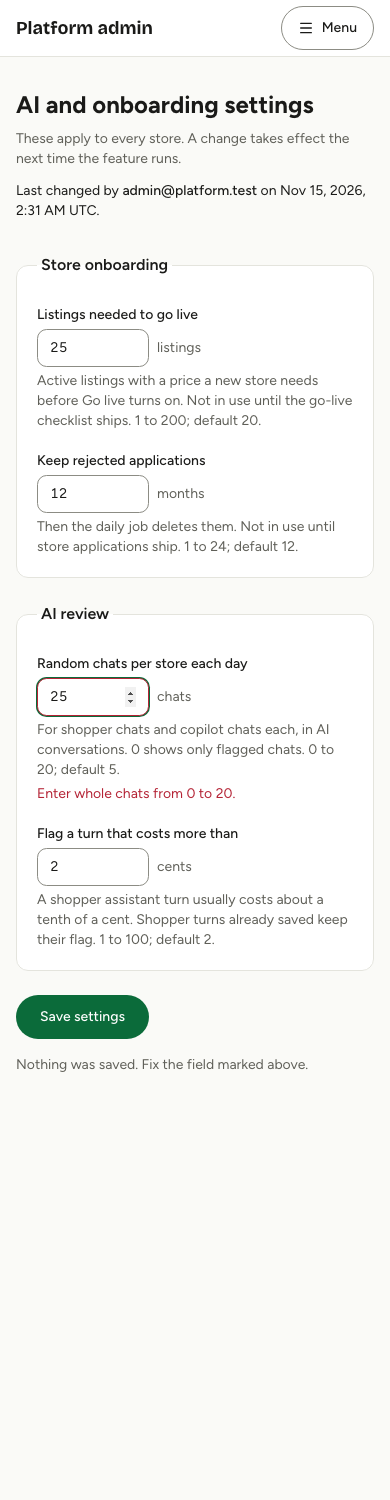 Platform admin
Menu
AI and onboarding settings
These apply to every store. A change takes effect the
next time the feature runs.
Last changed by admin@platform.test on Nov 15, 2026,
2:31 AM UTC.
Store onboarding
Listings needed to go live
25 listings
Active listings with a price a new store needs
before Go live turns on. Not in use until the go-live
checklist ships. 1 to 200; default 20.
Keep rejected applications
12 months
Then the daily job deletes them. Not in use until
store applications ship. 1 to 24; default 12.
AI review
Random chats per store each day
25 chats
For shopper chats and copilot chats each, in AI
conversations. 0 shows only flagged chats. 0 to
20; default 5.
Enter whole chats from 0 to 20.
Flag a turn that costs more than
2 cents
A shopper assistant turn usually costs about a
tenth of a cent. Shopper turns already saved keep
their flag. 1 to 100; default 2.
Save settings
Nothing was saved. Fix the field marked above.